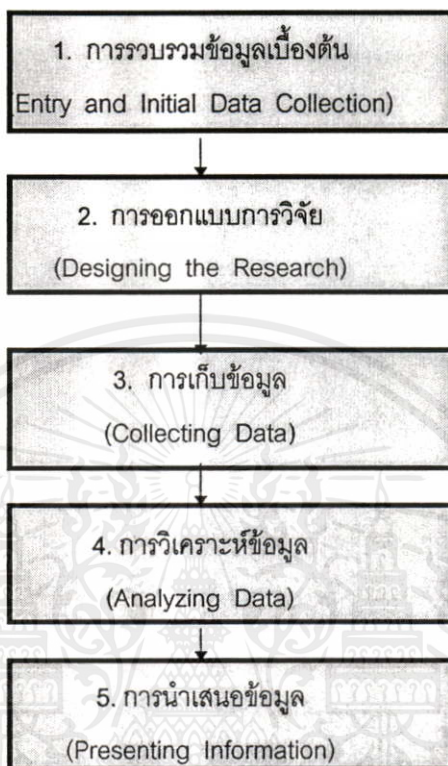 1. การรวบรวมข้อมูลเบื้องต้น
Entry and Initial Data Collection)
2. การออกแบบการวิจัย
(Designing the Research)
3. การเก็บข้อมูล
(Collecting Data)
4. การวิเคราะห์ข้อมูล
(Analyzing Data)
5. การนำเสนอข้อมูล
(Presenting Information)